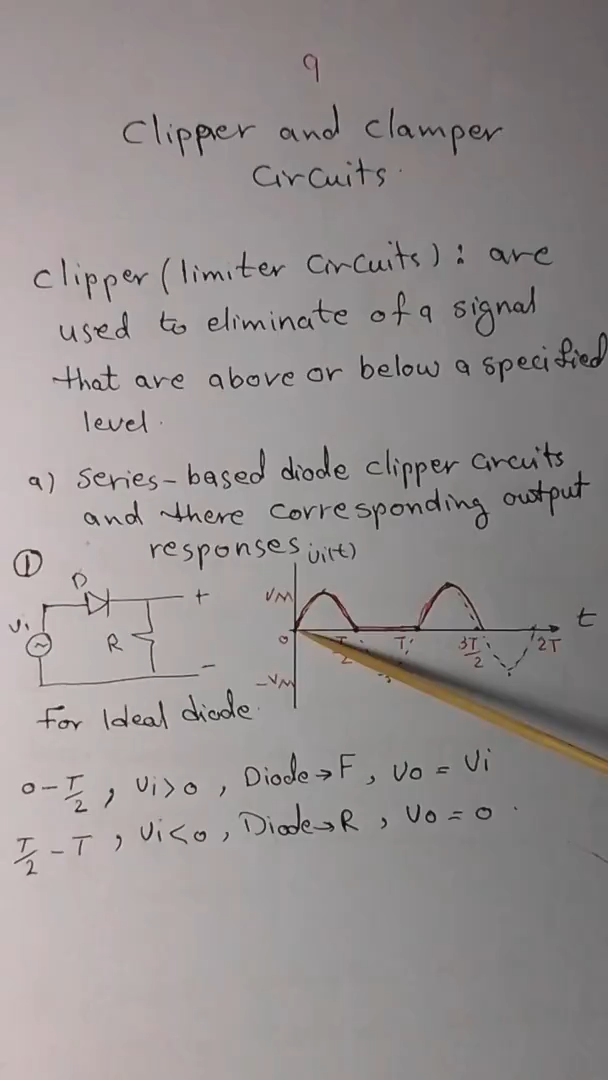 9
Clipper and Clamper
Circuits.
Clipper (limiter Circuits): are
used to eliminate of a signal
that are above or below a specified
level.
a) Series-based diode clipper circuits
and there corresponding output
responses
Vi(t)
①
D
+
VM
t
Vi
R
0
T/2
T
3T/2
2T
-
-VM
For Ideal diode.
0-T/2, Vi>0, Diode→F, Vo = Vi
T/2-T, Vi<0, Diode→R, Vo = 0.